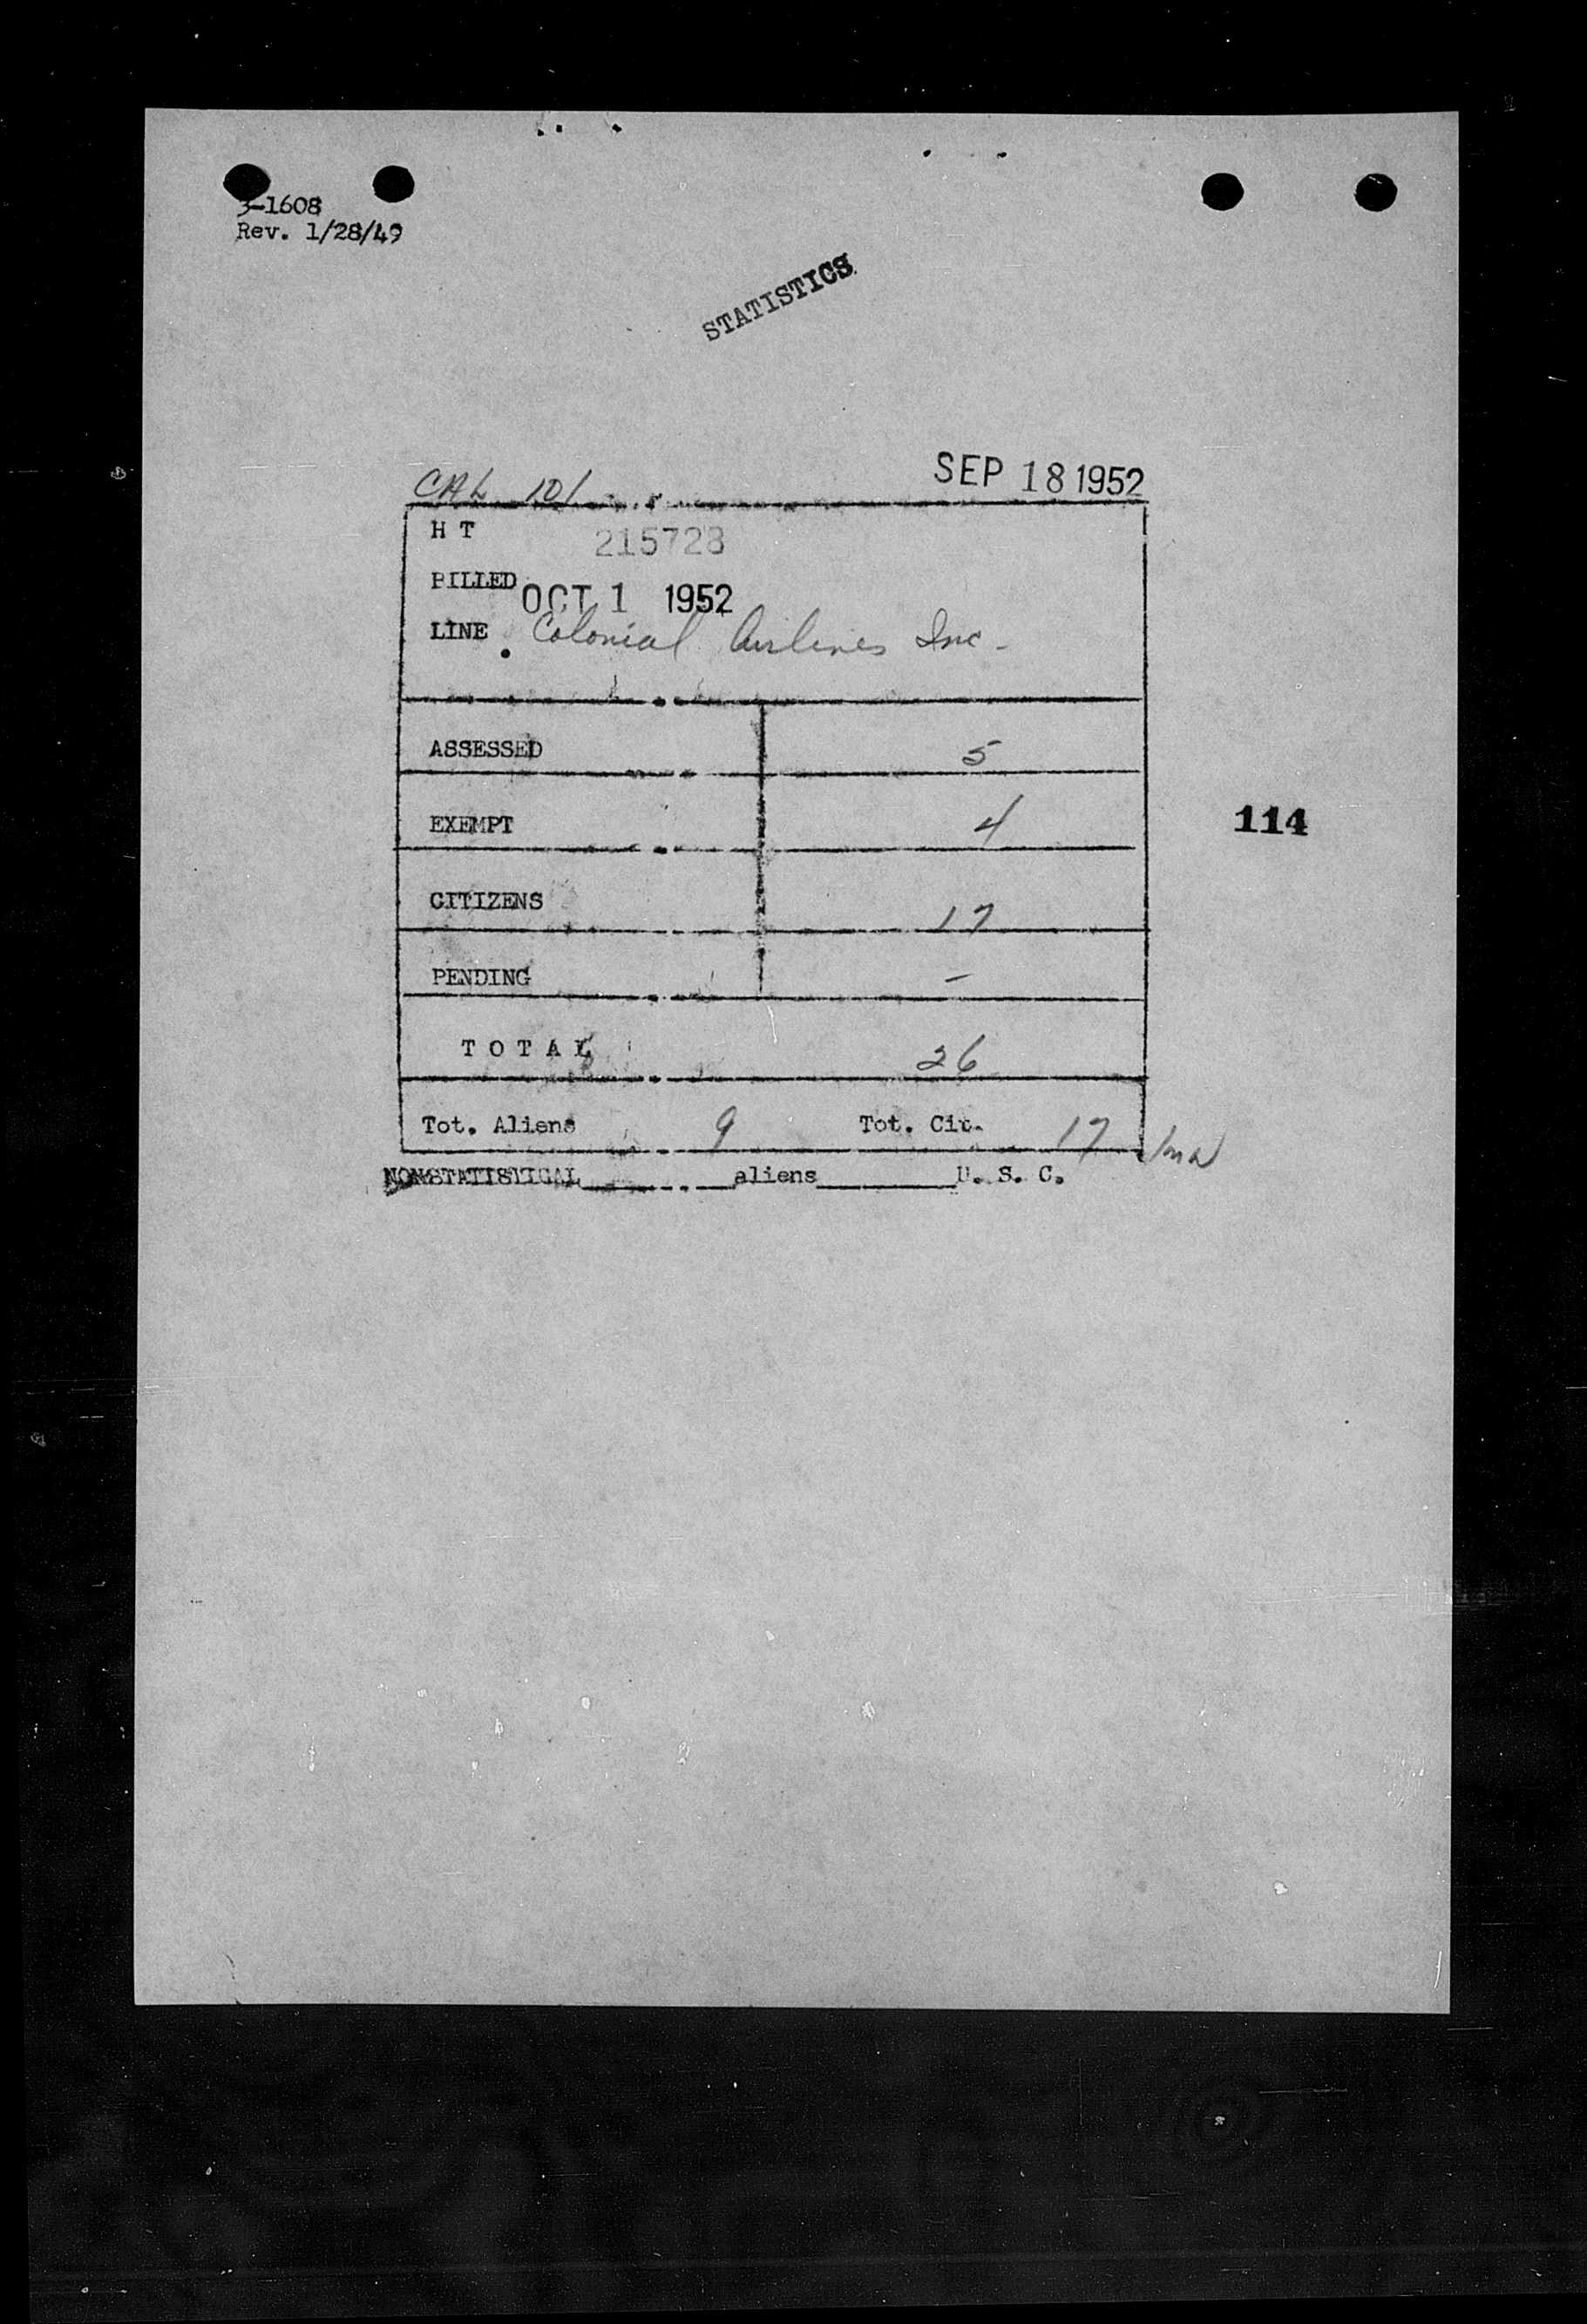 3-1608
Rev. 1/28/49
STATISTICS
CAL 101
SEP 18 1952
H T 215728
BILLED OCT 1 1952
LINE Colonial Airlines Inc-
ASSESSED 5
EXEMPT 4
114
CITIZENS 17
PENDING -
TOTAL 26
Tot. Aliens 9 Tot. Cit. 17
NONSTATISTICAL aliens U. S. C.